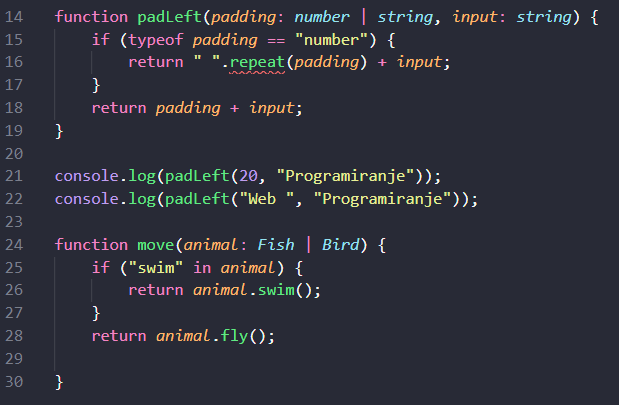 14 function padLeft(padding: number | string, input: string) {
15     if (typeof padding == "number") {
16         return " ".repeat(padding) + input;
17     }
18     return padding + input;
19 }
20
21 console.log(padLeft(20, "Programiranje"));
22 console.log(padLeft("Web ", "Programiranje"));
23
24 function move(animal: Fish | Bird) {
25     if ("swim" in animal) {
26         return animal.swim();
27     }
28     return animal.fly();
29
30 }